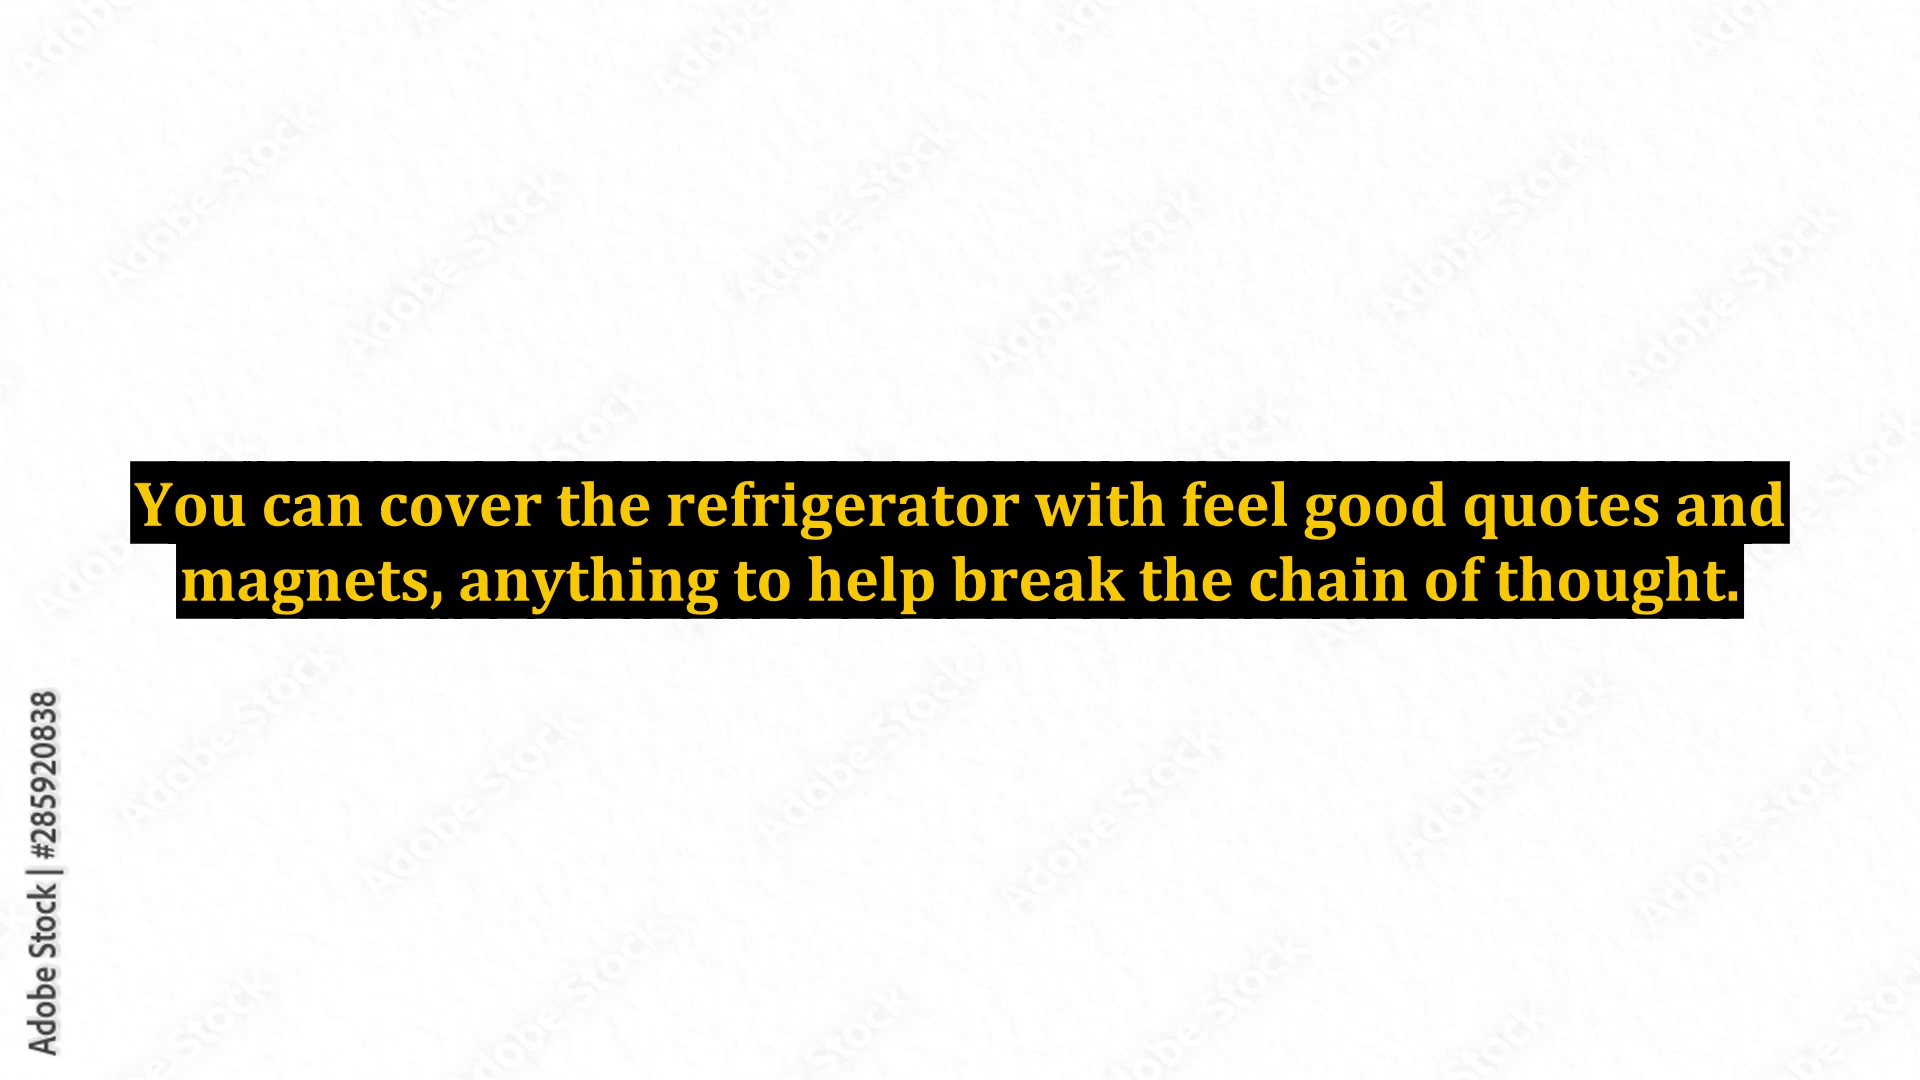 You can cover the refrigerator with feel good quotes and
magnets, anything to help break the chain of thought.
Adobe Stock | #285920838